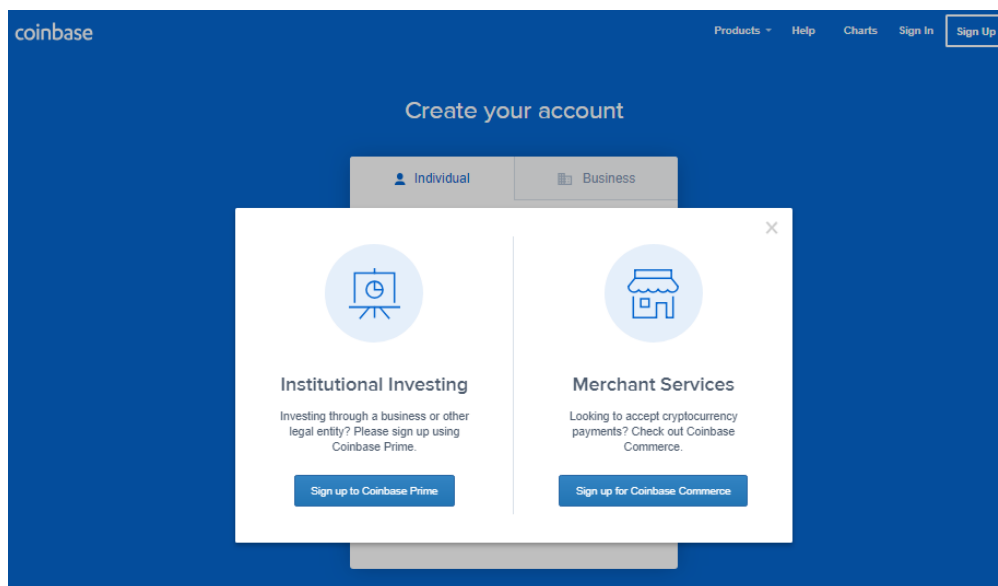 coinbase
Products Help Charts Sign In Sign Up
Create your account
Individual Business
Institutional Investing
Investing through a business or other
legal entity? Please sign up using
Coinbase Prime.
Sign up to Coinbase Prime
Merchant Services
Looking to accept cryptocurrency
payments? Check out Coinbase
Commerce.
Sign up for Coinbase Commerce